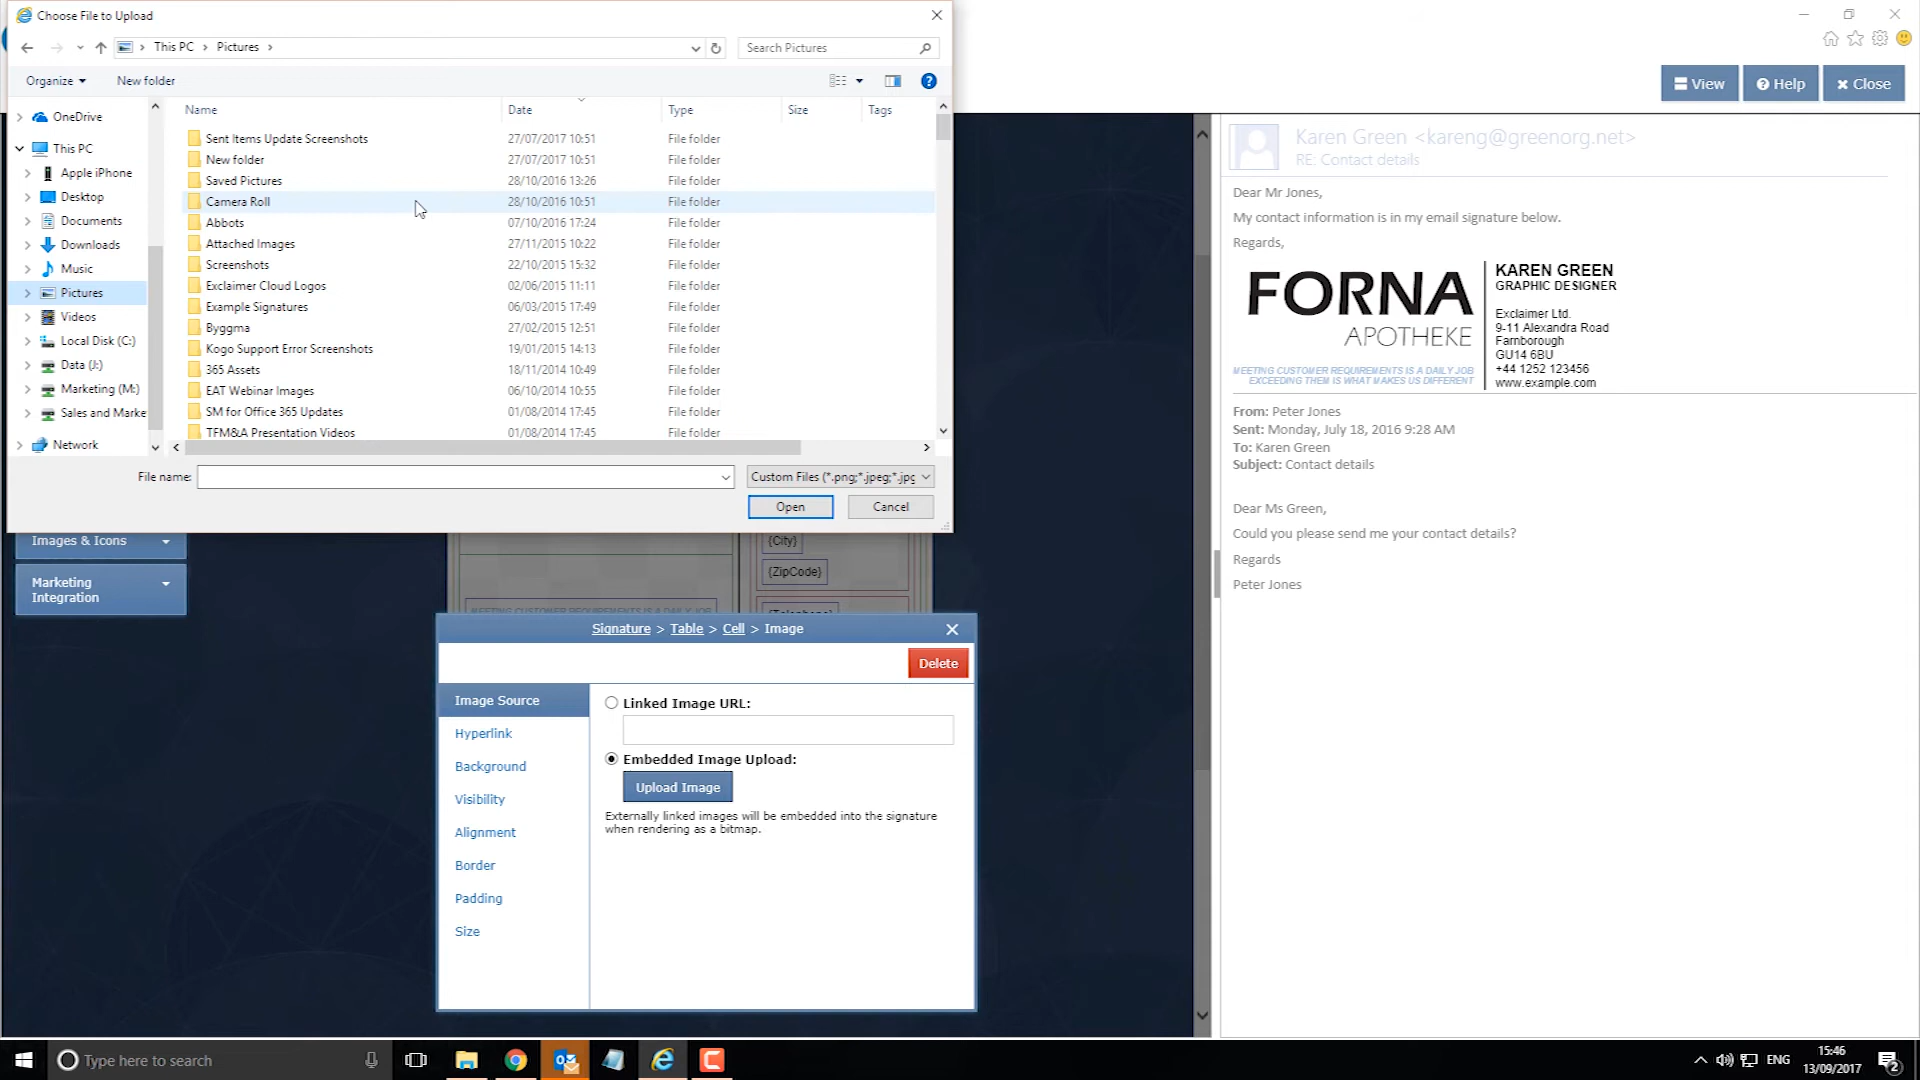 Choose File to Upload
This PC
Pictures
Search Pictures
Organize
New folder
Name
Date
Type
Size
Tags
OneDrive
This PC
Apple iPhone
Desktop
Documents
Downloads
Music
Pictures
Videos
Local Disk (C:)
Data (J:)
Marketing (M:)
Sales and Marke
Network
Sent Items Update Screenshots 27/07/2017 10:51 File folder
New folder 27/07/2017 10:51 File folder
Saved Pictures 28/10/2016 13:26 File folder
Camera Roll 28/10/2016 10:51 File folder
Abbots 07/10/2016 17:24 File folder
Attached Images 27/11/2015 10:22 File folder
Screenshots 22/10/2015 15:32 File folder
Exclaimer Cloud Logos 02/06/2015 11:11 File folder
Example Signatures 06/03/2015 17:49 File folder
Byggma 27/02/2015 12:51 File folder
Kogo Support Error Screenshots 19/01/2015 14:13 File folder
365 Assets 18/11/2014 10:49 File folder
EAT Webinar Images 06/10/2014 10:55 File folder
SM for Office 365 Updates 01/08/2014 17:45 File folder
TFM&A Presentation Videos 01/08/2014 17:45 File folder
File name:
Custom Files (*.png;*.jpeg;*.jpg
Open
Cancel
View
Help
Close
Images & Icons
Marketing
Integration
{City}
{ZipCode}
{Telephone}
MEETING CUSTOMER REQUIREMENTS IS A DAILY JOB
Signature > Table > Cell > Image
Delete
Image Source
Hyperlink
Background
Visibility
Alignment
Border
Padding
Size
Linked Image URL:
Embedded Image Upload:
Upload Image
Externally linked images will be embedded into the signature
when rendering as a bitmap.
Karen Green <kareng@greenorg.net>
RE: Contact details
Dear Mr Jones,
My contact information is in my email signature below.
Regards,
FORNA
APOTHEKE
MEETING CUSTOMER REQUIREMENTS IS A DAILY JOB
EXCEEDING THEM IS WHAT MAKES US DIFFERENT
KAREN GREEN
GRAPHIC DESIGNER
Exclaimer Ltd.
9-11 Alexandra Road
Farnborough
GU14 6BU
+44 1252 123456
www.example.com
From: Peter Jones
Sent: Monday, July 18, 2016 9:28 AM
To: Karen Green
Subject: Contact details
Dear Ms Green,
Could you please send me your contact details?
Regards
Peter Jones
Type here to search
ENG
15:46
13/09/2017
2